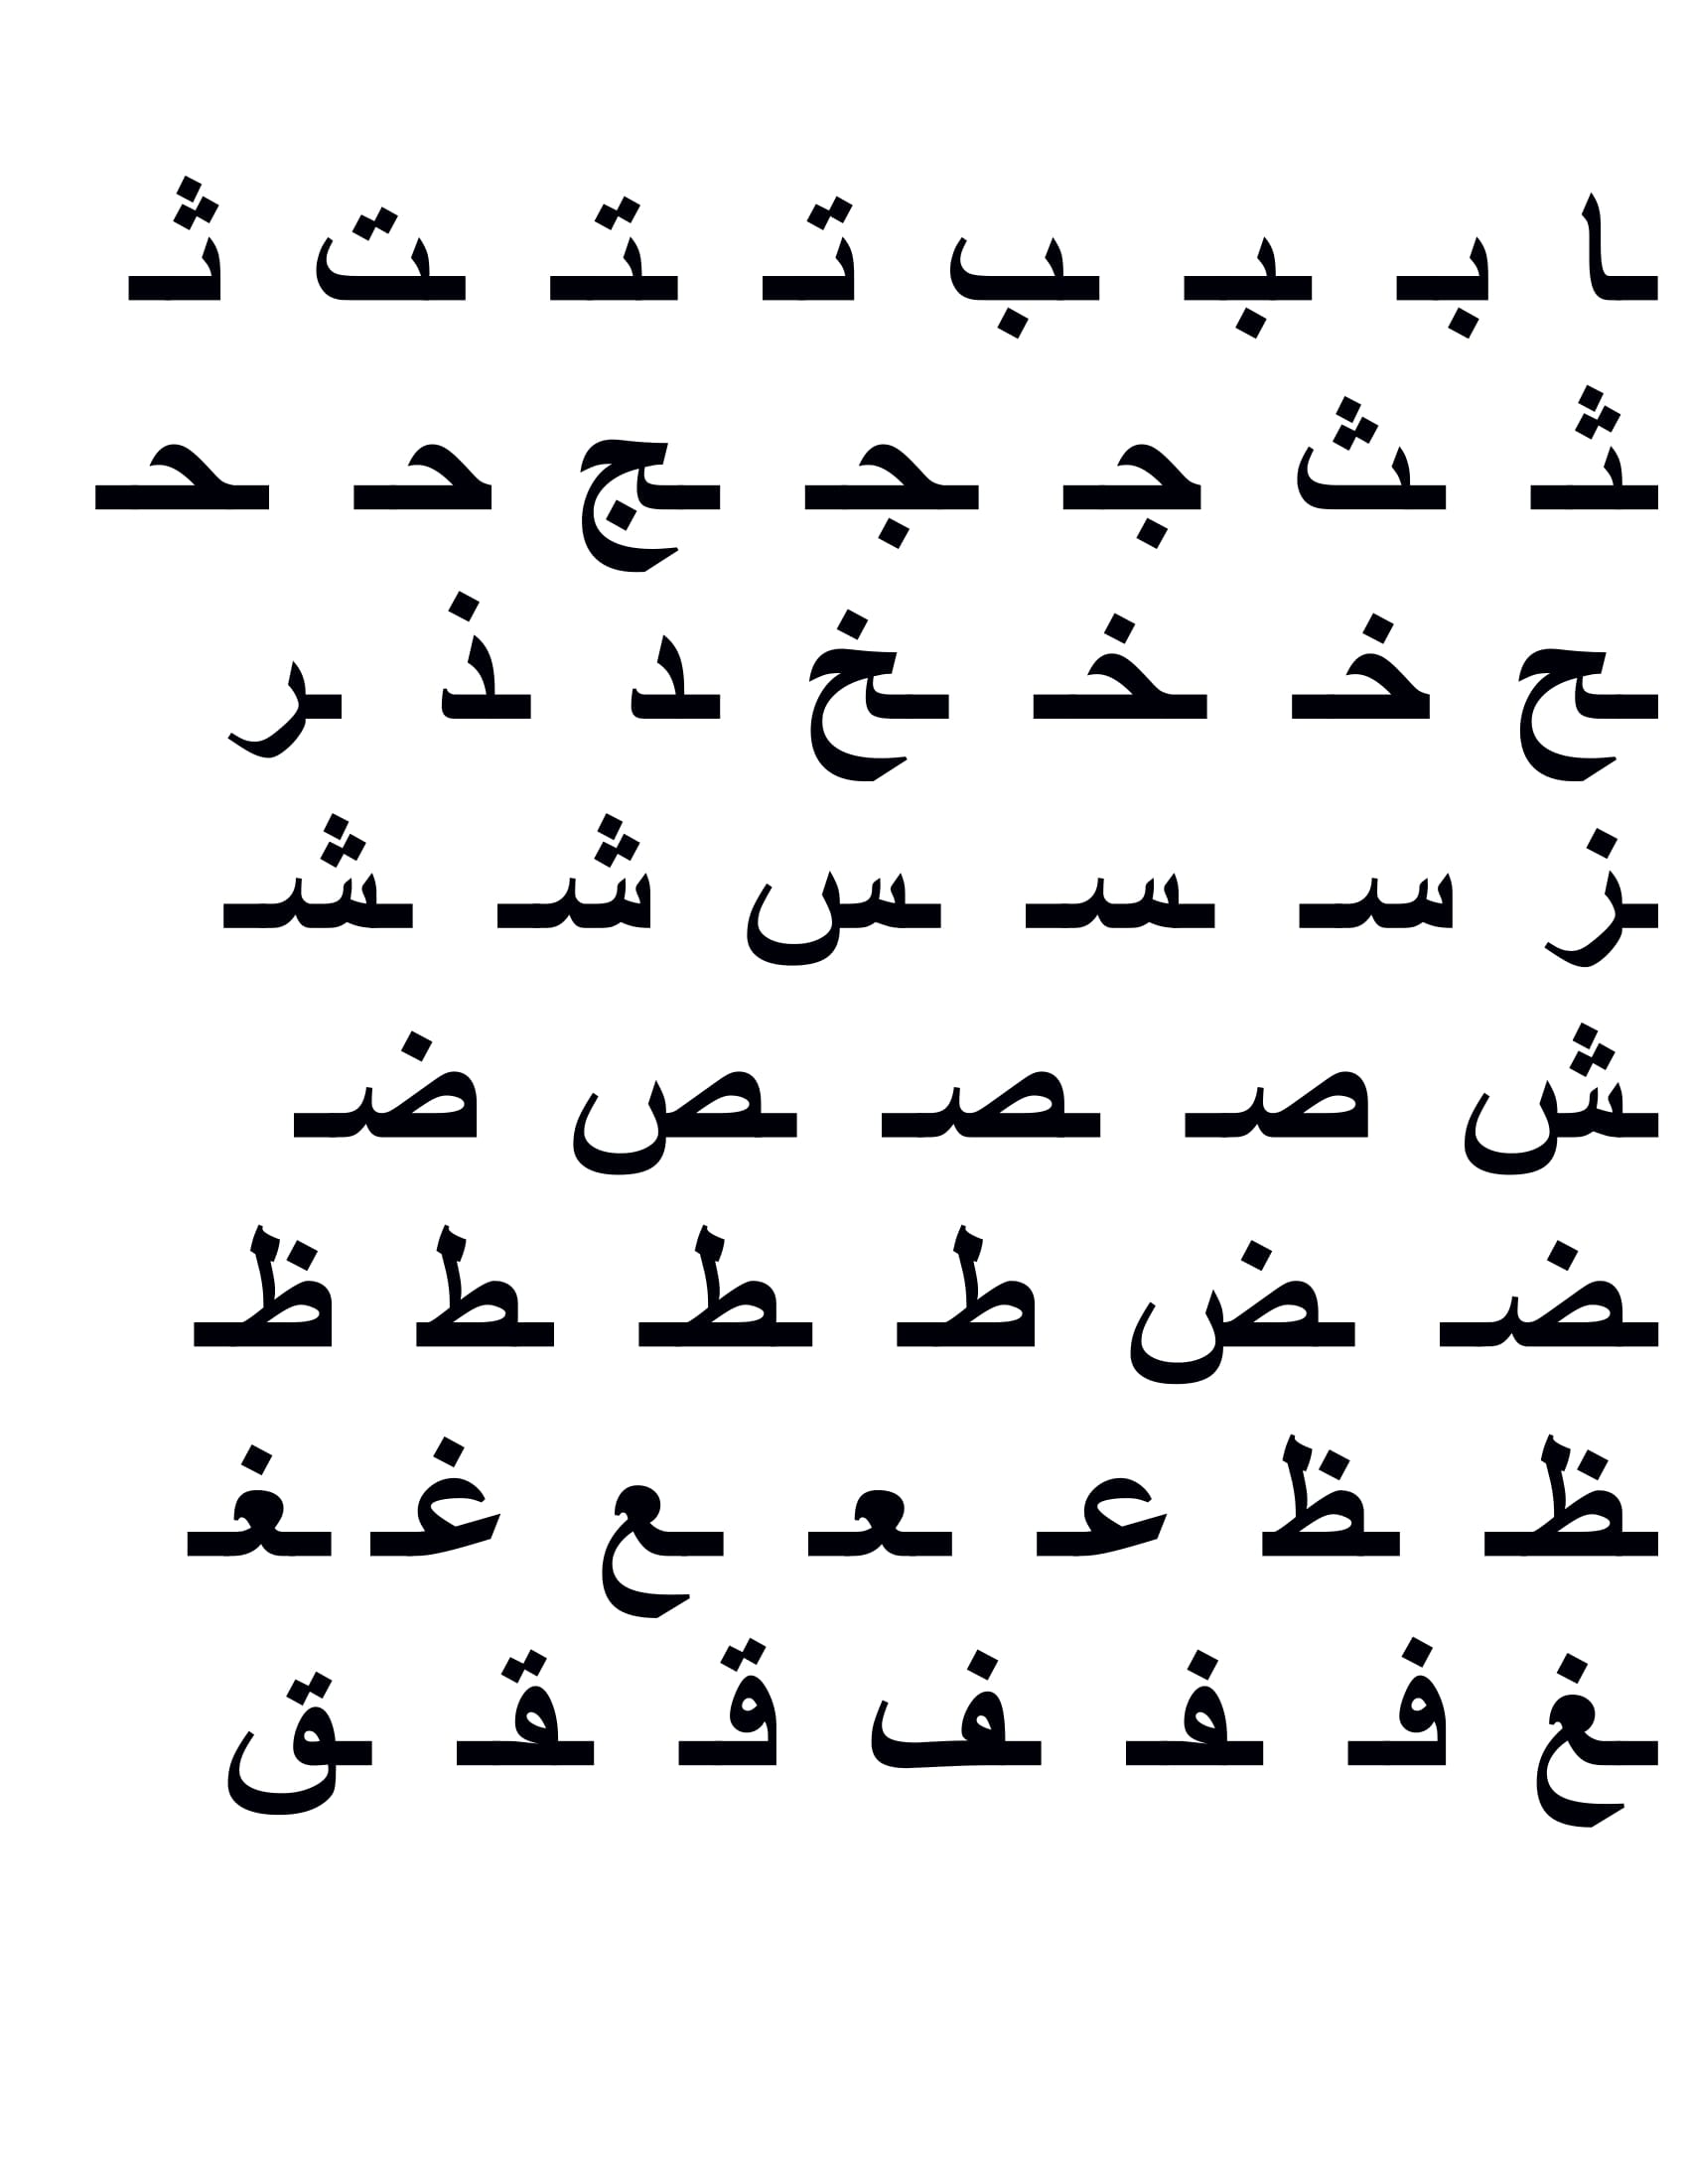 ـا بـ ـبـ ـب تـ ـتـ ـت ثـ
ـثـ ـث جـ ـجـ ـج حـ ـحـ
ـح خـ ـخـ ـخ ـد ـذ ـر
ـز سـ ـسـ ـس شـ ـشـ
ـش صـ ـصـ ـص ضـ
ـضـ ـض طـ ـطـ ـط ظـ
ـظـ ـظ عـ ـعـ ـع غـ ـغـ
ـغ فـ ـفـ ـف قـ ـقـ ـق